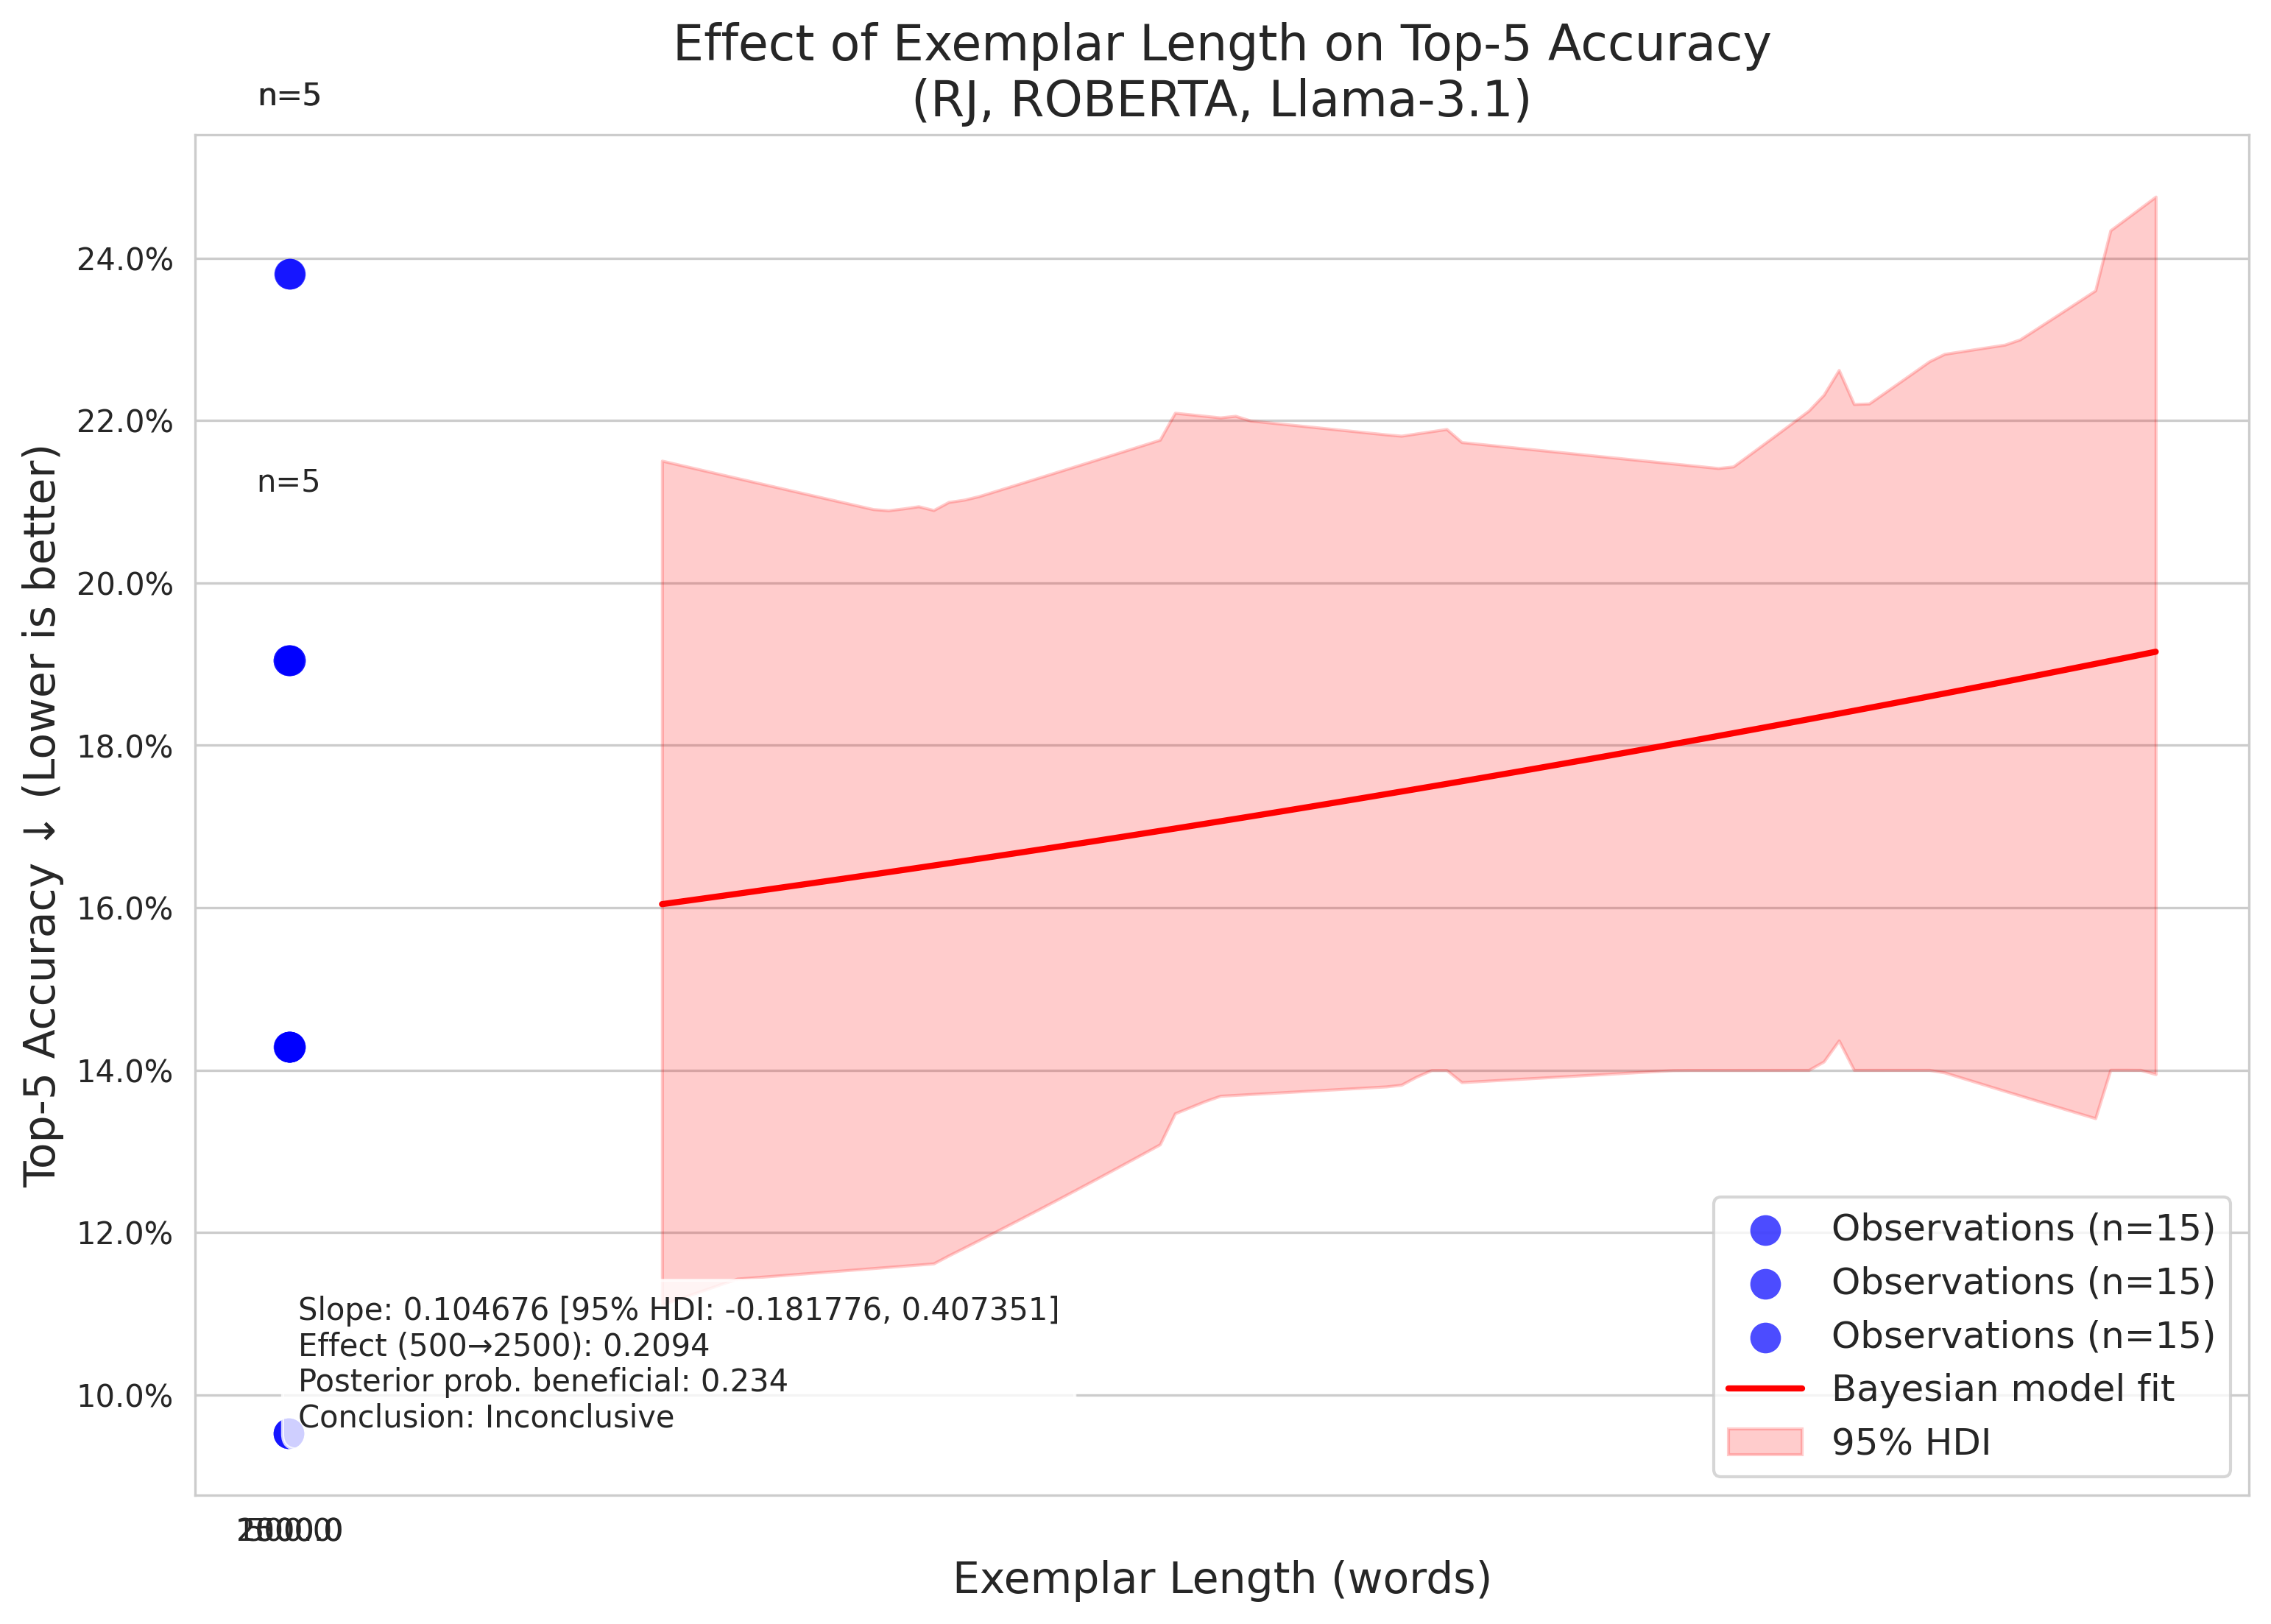 Effect of Exemplar Length on Top-5 Accuracy
(RJ, ROBERTA, Llama-3.1)
n=5
n=5
Top-5 Accuracy ↓ (Lower is better)
24.0%
22.0%
20.0%
18.0%
16.0%
14.0%
12.0%
10.0%
Slope: 0.104676 [95% HDI: -0.181776, 0.407351]
Effect (500→2500): 0.2094
Posterior prob. beneficial: 0.234
Conclusion: Inconclusive
Observations (n=15)
Observations (n=15)
Observations (n=15)
Bayesian model fit
95% HDI
Exemplar Length (words)